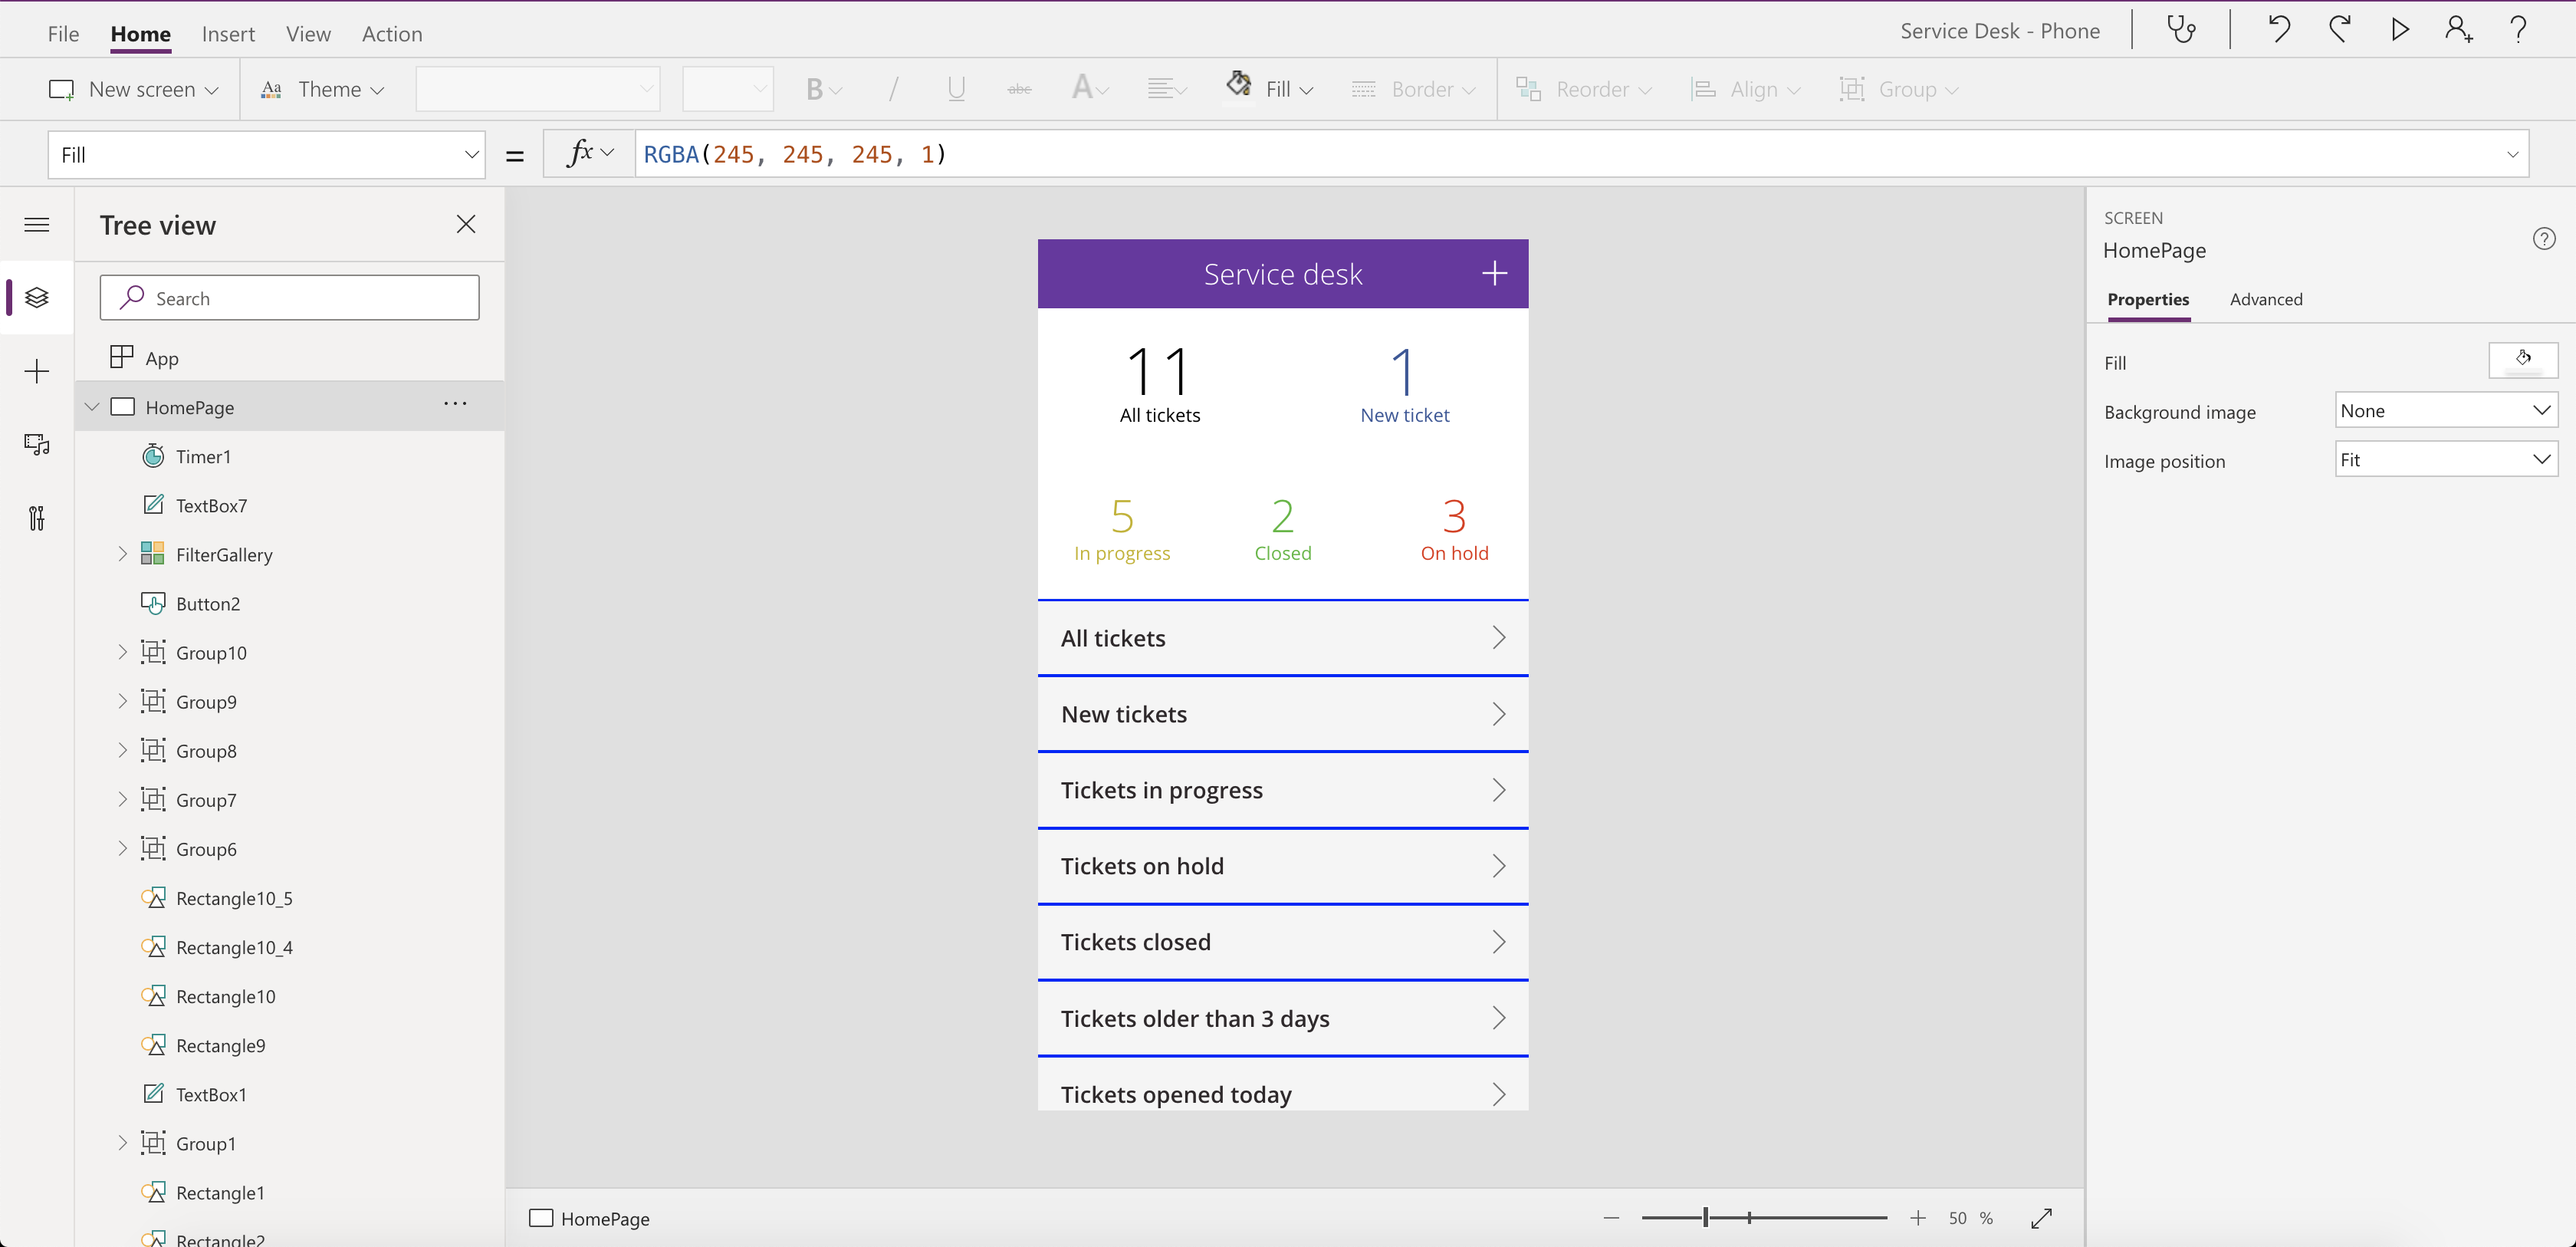 File Home Insert View Action Service Desk - Phone
New screen Theme B / U abc A Fill Border Reorder Align Group
Fill = fx RGBA(245, 245, 245, 1)
Tree view
Search
App
HomePage
Timer1
TextBox7
FilterGallery
Button2
Group10
Group9
Group8
Group7
Group6
Rectangle10_5
Rectangle10_4
Rectangle10
Rectangle9
TextBox1
Group1
Rectangle1
Rectangle2
Service desk
11 1
All tickets New ticket
5 2 3
In progress Closed On hold
All tickets
New tickets
Tickets in progress
Tickets on hold
Tickets closed
Tickets older than 3 days
Tickets opened today
HomePage 50 %
SCREEN
HomePage
Properties Advanced
Fill
Background image None
Image position Fit